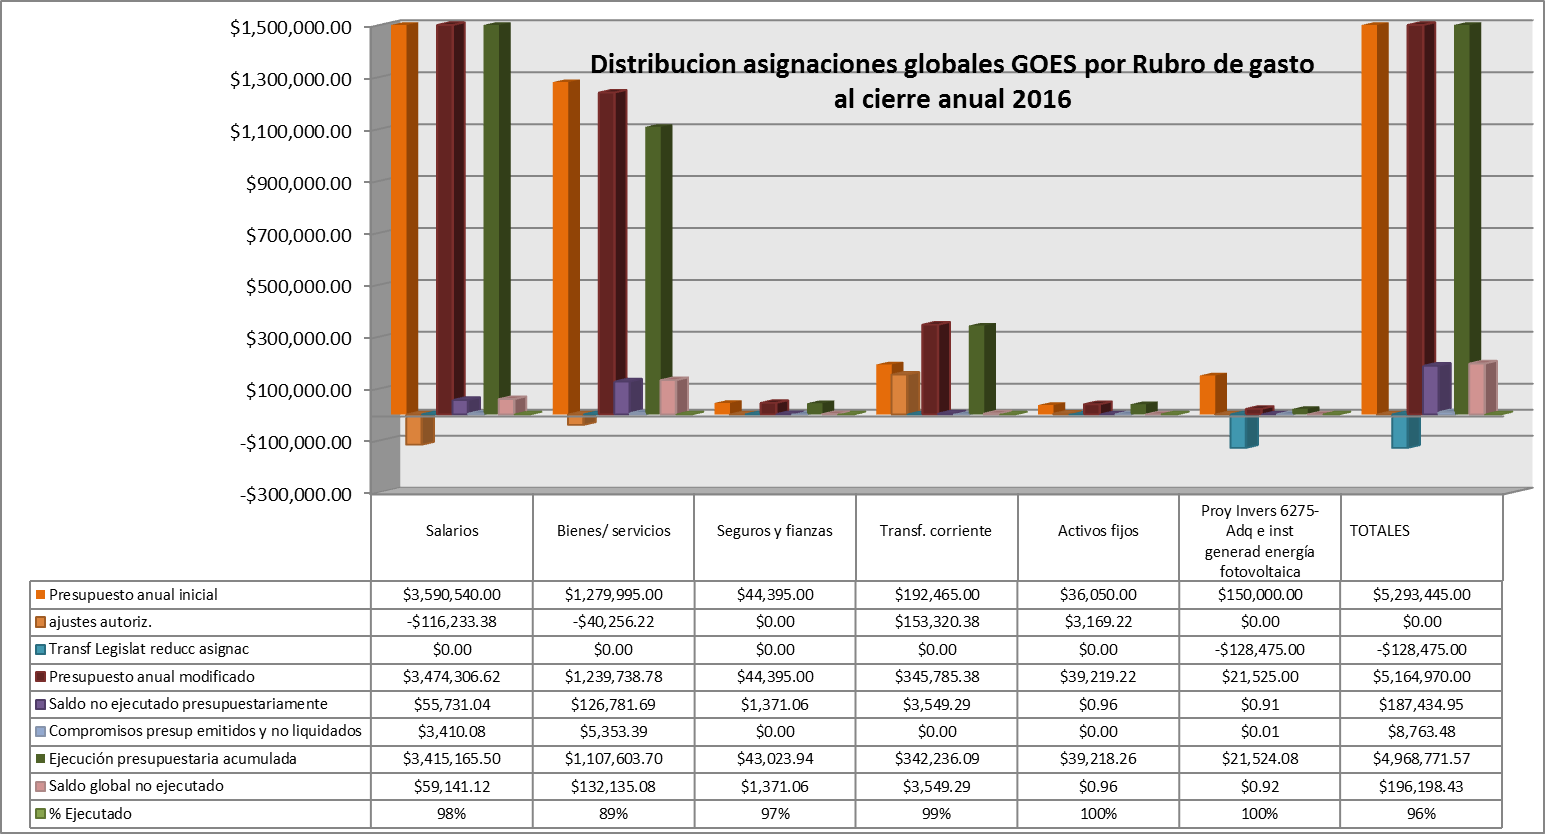 Distribucion asignaciones globales GOES por Rubro de gasto
al cierre anual 2016
$1,500,000.00
$1,300,000.00
$1,100,000.00
$900,000.00
$700,000.00
$500,000.00
$300,000.00
$100,000.00
-$100,000.00
-$300,000.00
Salarios Bienes/ servicios Seguros y fianzas Transf. corriente Activos fijos Proy Invers 6275- TOTALES
Adq e inst
generad energía
fotovoltaica
Presupuesto anual inicial $3,590,540.00 $1,279,995.00 $44,395.00 $192,465.00 $36,050.00 $150,000.00 $5,293,445.00
ajustes autoriz. -$116,233.38 -$40,256.22 $0.00 $153,320.38 $3,169.22 $0.00 $0.00
Transf Legislat reducc asignac $0.00 $0.00 $0.00 $0.00 $0.00 -$128,475.00 -$128,475.00
Presupuesto anual modificado $3,474,306.62 $1,239,738.78 $44,395.00 $345,785.38 $39,219.22 $21,525.00 $5,164,970.00
Saldo no ejecutado presupuestariamente $55,731.04 $126,781.69 $1,371.06 $3,549.29 $0.96 $0.91 $187,434.95
Compromisos presup emitidos y no liquidados $3,410.08 $5,353.39 $0.00 $0.00 $0.00 $0.01 $8,763.48
Ejecución presupuestaria acumulada $3,415,165.50 $1,107,603.70 $43,023.94 $342,236.09 $39,218.26 $21,524.08 $4,968,771.57
Saldo global no ejecutado $59,141.12 $132,135.08 $1,371.06 $3,549.29 $0.96 $0.92 $196,198.43
% Ejecutado 98% 89% 97% 99% 100% 100% 96%